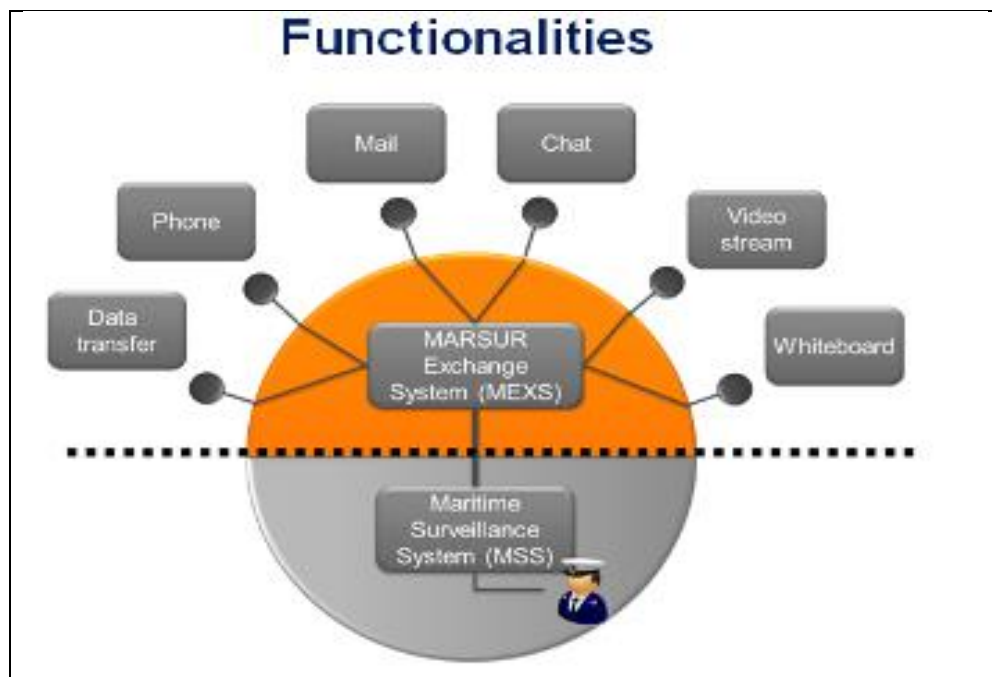 Functionalities
Mail
Chat
Phone
Video
stream
Data
transfer
MARSUR
Exchange
System (MEXS)
Whiteboard
Maritime
Surveillance
System (MSS)